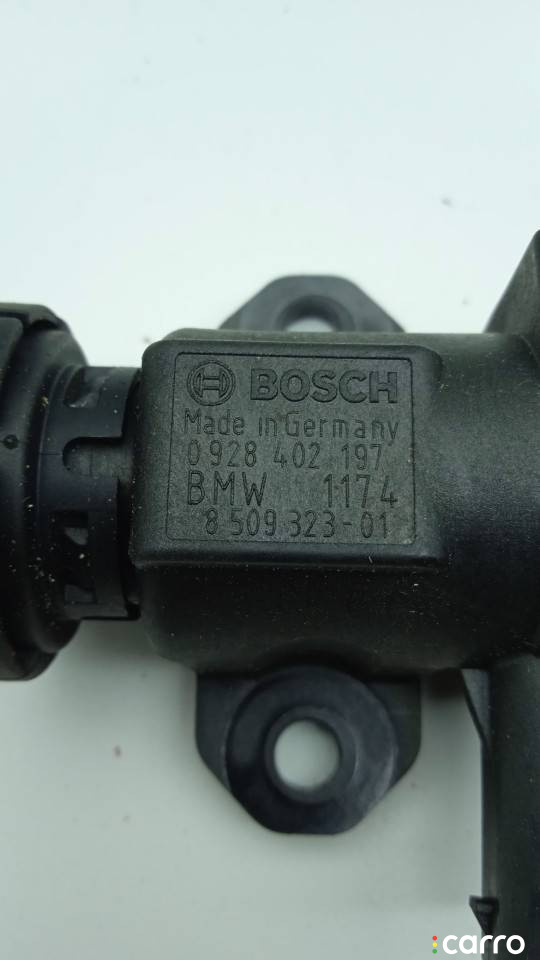 BOSCH
Made in Germany
0 928 402 197
BMW 1174
8 509 323-01
carro